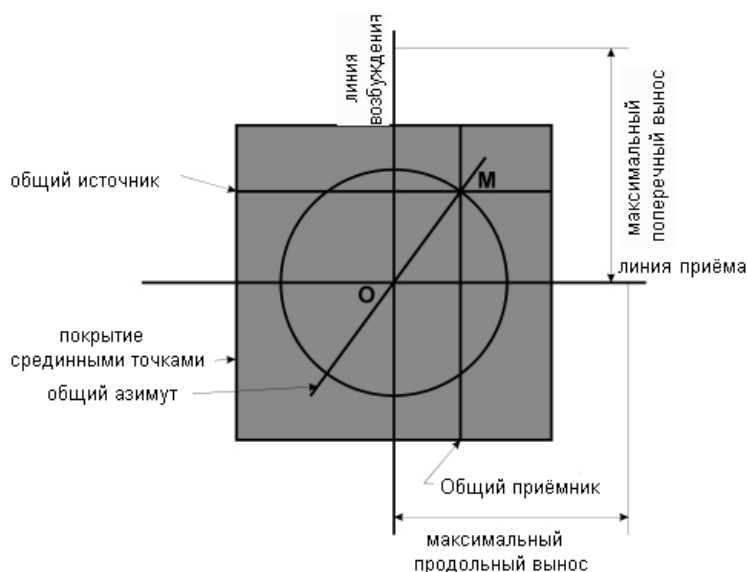 линия
возбуждения
максимальный
поперечный вынос
общий источник
М
линия приёма
О
покрытие
срединными точками
общий азимут
Общий приёмник
максимальный
продольный вынос